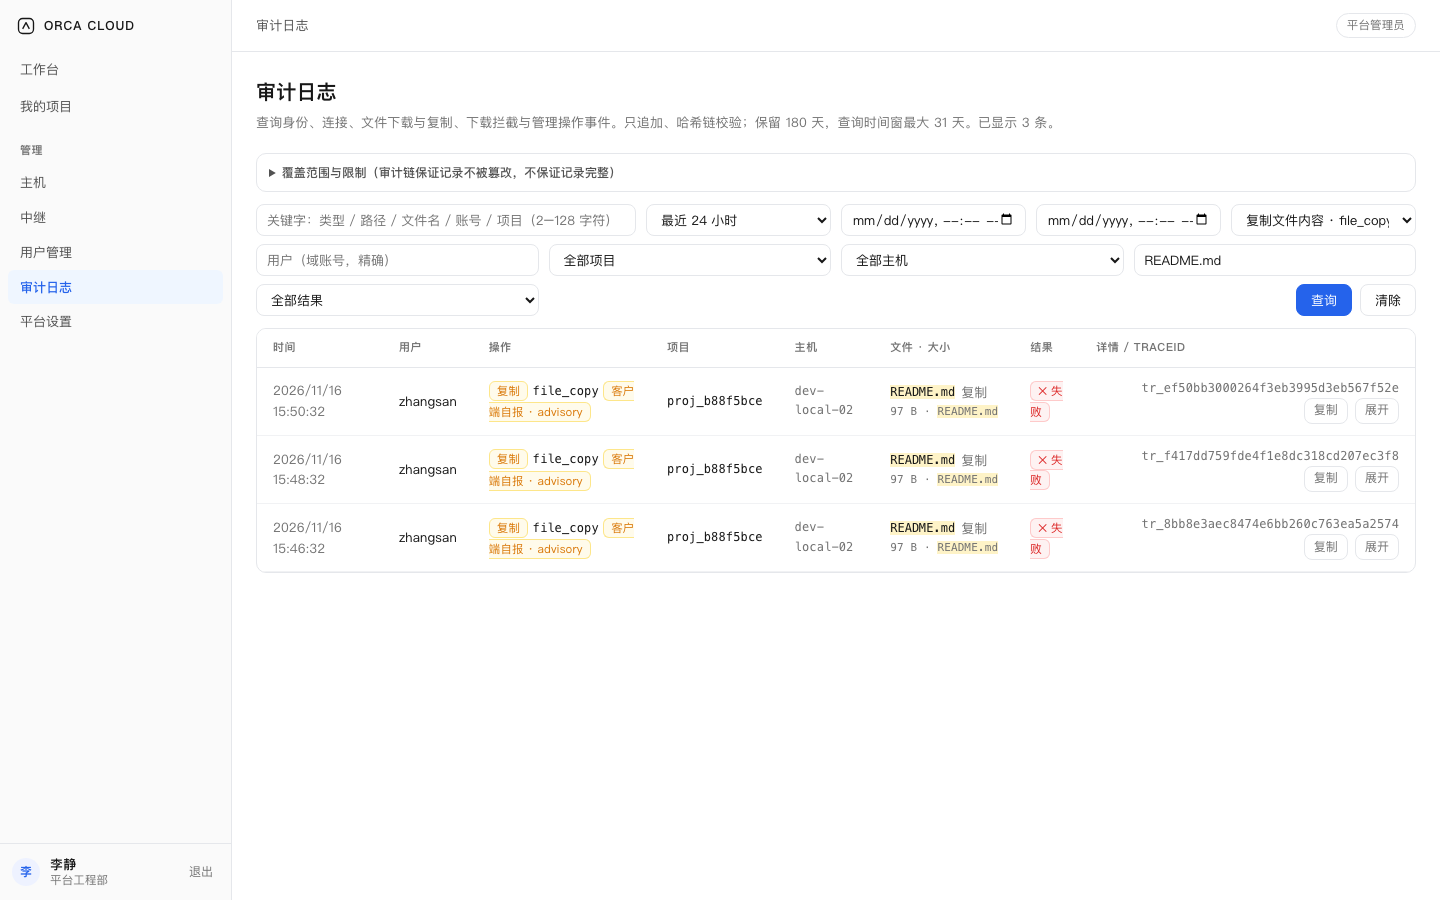 ORCA CLOUD
工作台
我的项目
管理
主机
中继
用户管理
审计日志
平台设置
李
李静
平台工程部
退出
审计日志
平台管理员
审计日志
查询身份、连接、文件下载与复制、下载拦截与管理操作事件。只追加、哈希链校验；保留 180 天，查询时间窗最大 31 天。已显示 3 条。
▶ 覆盖范围与限制（审计链保证记录不被篡改，不保证记录完整）
关键字：类型 / 路径 / 文件名 / 账号 / 项目（2–128 字符） 最近 24 小时 mm/dd/yyyy, --:-- -- mm/dd/yyyy, --:-- -- 复制文件内容 · file_copy
用户（域账号，精确） 全部项目 全部主机 README.md
全部结果 查询 清除
时间 用户 操作 项目 主机 文件 · 大小 结果 详情 / TRACEID
2026/11/16 15:50:32 zhangsan 复制 file_copy 客户端自报 · advisory proj_b88f5bce dev-local-02 README.md 复制 97 B · README.md ✕ 失败 tr_ef50bb3000264f3eb3995d3eb567f52e 复制 展开
2026/11/16 15:48:32 zhangsan 复制 file_copy 客户端自报 · advisory proj_b88f5bce dev-local-02 README.md 复制 97 B · README.md ✕ 失败 tr_f417dd759fde4f1e8dc318cd207ec3f8 复制 展开
2026/11/16 15:46:32 zhangsan 复制 file_copy 客户端自报 · advisory proj_b88f5bce dev-local-02 README.md 复制 97 B · README.md ✕ 失败 tr_8bb8e3aec8474e6bb260c763ea5a2574 复制 展开